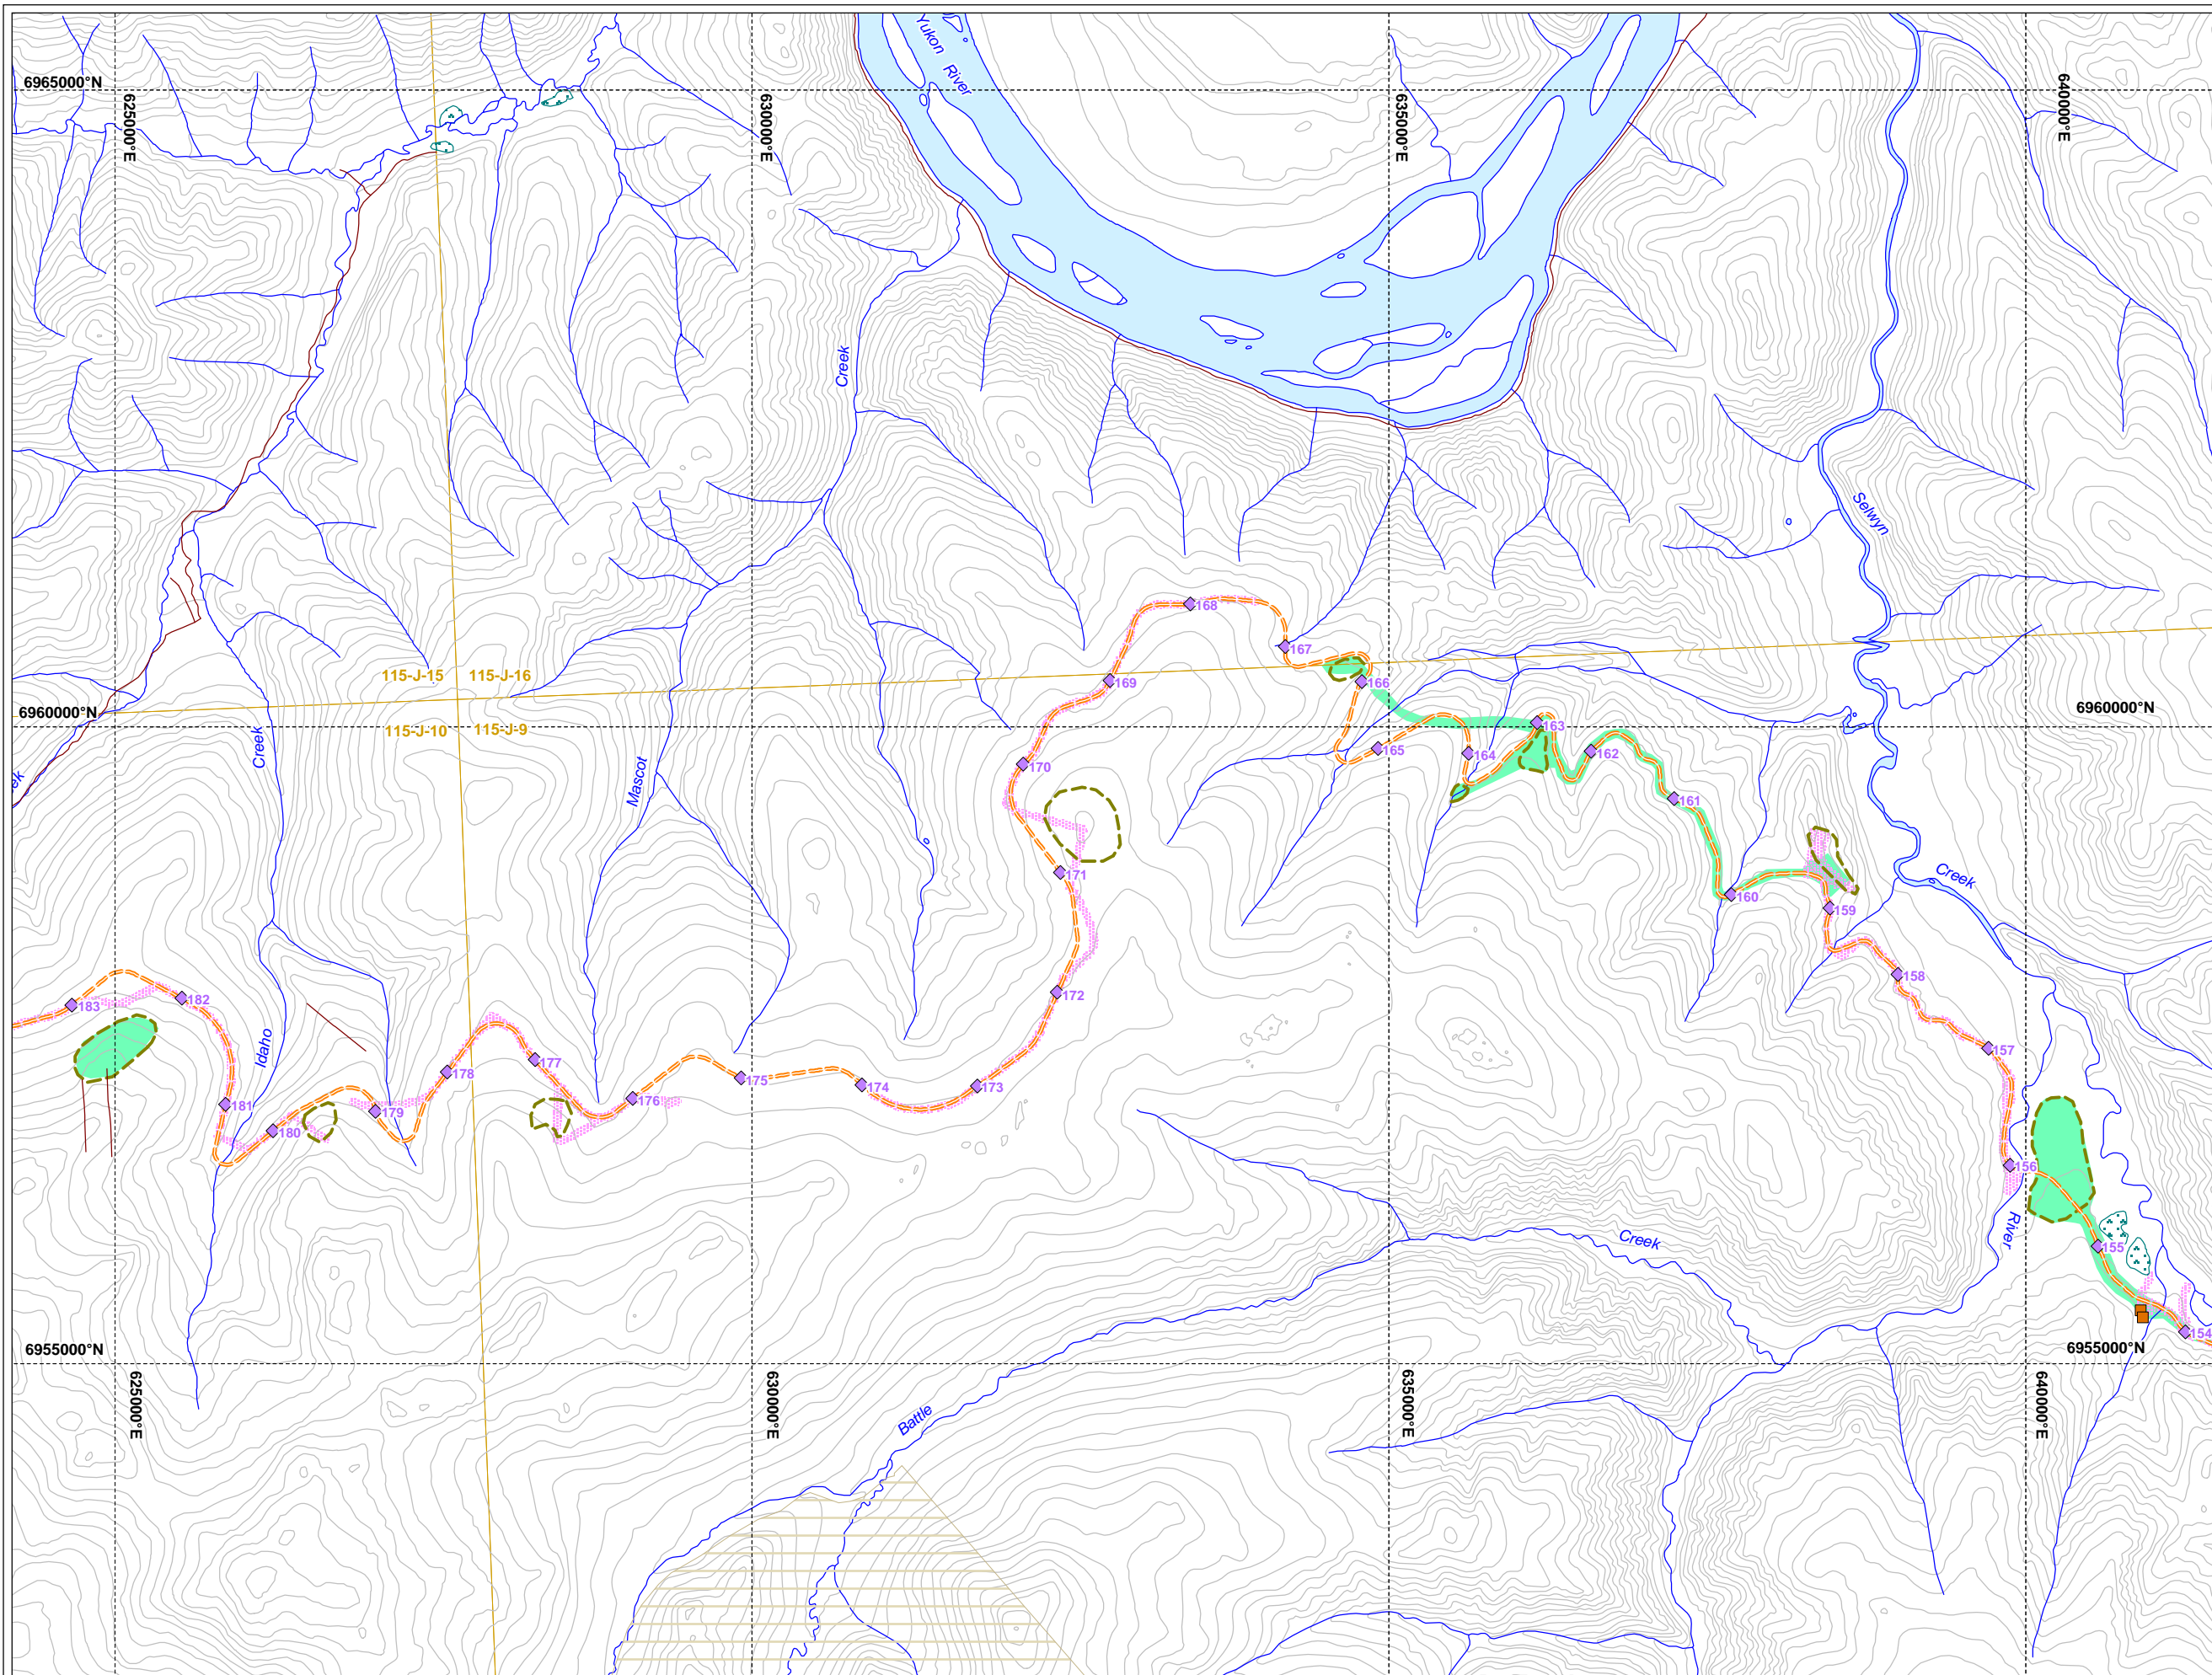 Yukon River
6965000°N
625000°E
630000°E
635000°E
640000°E
Creek
Selwyn
168
167
115-J-15
115-J-16
169
166
6960000°N
6960000°N
115-J-10
115-J-9
163
165
164
162
Creek
170
Mascot
161
171
Creek
160
159
158
172
182
183
Idaho
157
177
178
175
174
173
176
181
179
180
156
River
155
Creek
154
6955000°N
6955000°N
625000°E
630000°E
635000°E
640000°E
Battle